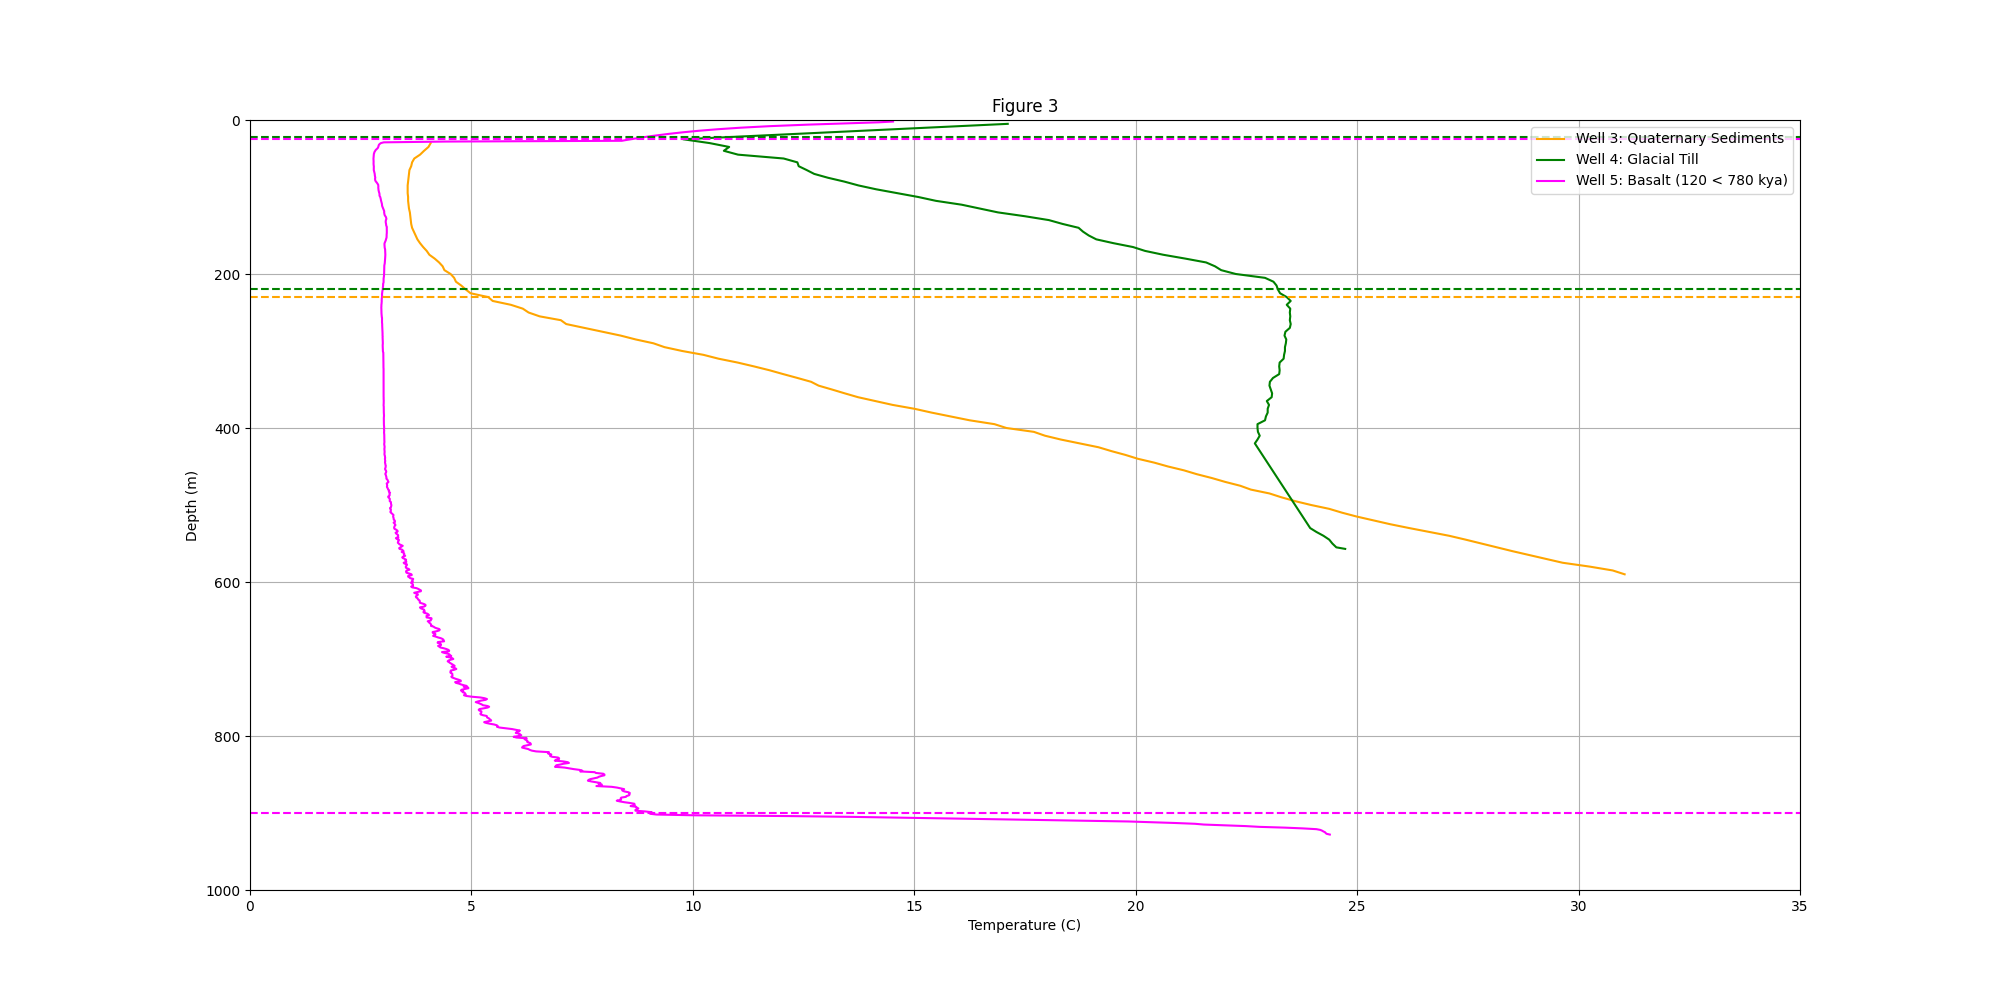 Figure 3
0
200
400
600
800
1000
Depth (m)
Well 3: Quaternary Sediments
Well 4: Glacial Till
Well 5: Basalt (120 < 780 kya)
0 5 10 15 20 25 30 35
Temperature (C)